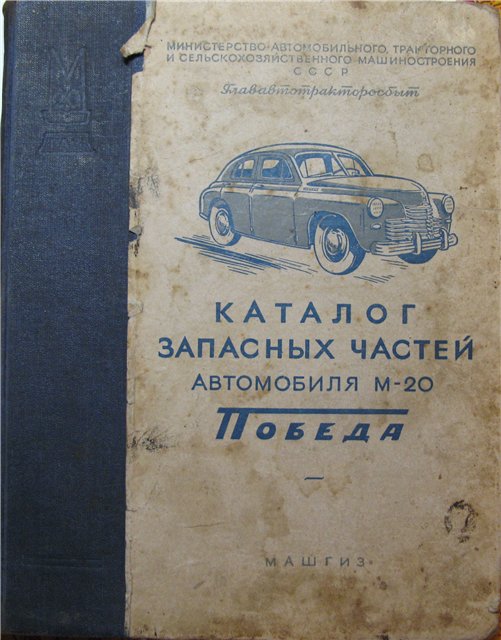 МИНИСТЕРСТВО АВТОМОБИЛЬНОГО, ТРАКТОРНОГО
И СЕЛЬСКОХОЗЯЙСТВЕННОГО МАШИНОСТРОЕНИЯ
СССР
Глававтотракторосбыт
КАТАЛОГ
ЗАПАСНЫХ ЧАСТЕЙ
АВТОМОБИЛЯ М-20
ПОБЕДА
МАШГИЗ